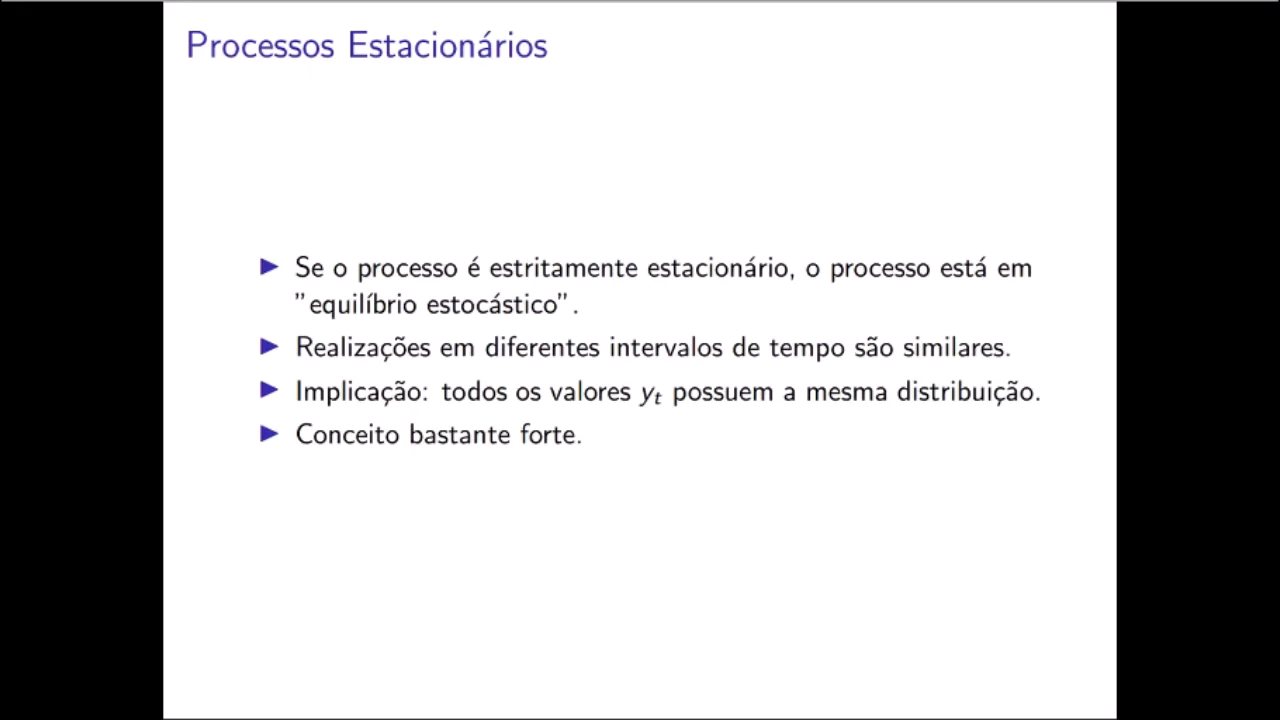 Processos Estacionários
▶ Se o processo é estritamente estacionário, o processo está em
”equilíbrio estocástico”.
▶ Realizações em diferentes intervalos de tempo são similares.
▶ Implicação: todos os valores yₜ possuem a mesma distribuição.
▶ Conceito bastante forte.